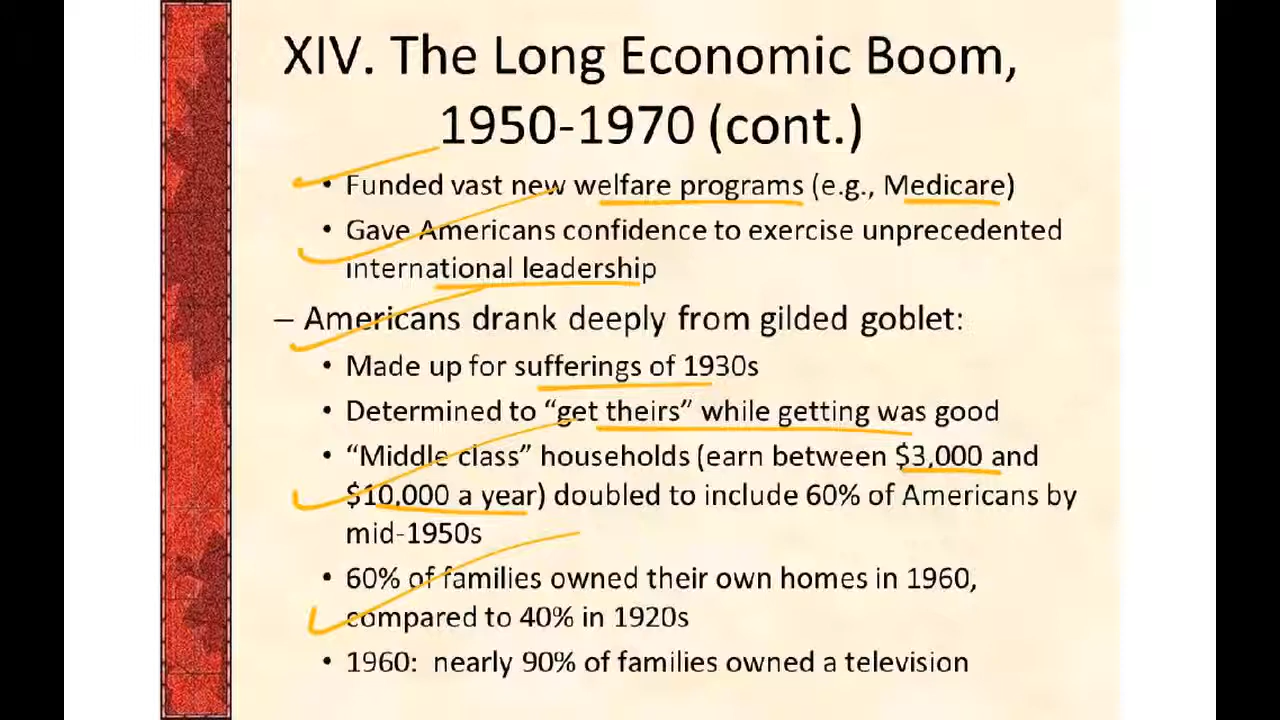 XIV. The Long Economic Boom,
1950-1970 (cont.)
• Funded vast new welfare programs (e.g., Medicare)
• Gave Americans confidence to exercise unprecedented
international leadership
– Americans drank deeply from gilded goblet:
• Made up for sufferings of 1930s
• Determined to “get theirs” while getting was good
• “Middle class” households (earn between $3,000 and
$10,000 a year) doubled to include 60% of Americans by
mid-1950s
• 60% of families owned their own homes in 1960,
compared to 40% in 1920s
• 1960:  nearly 90% of families owned a television